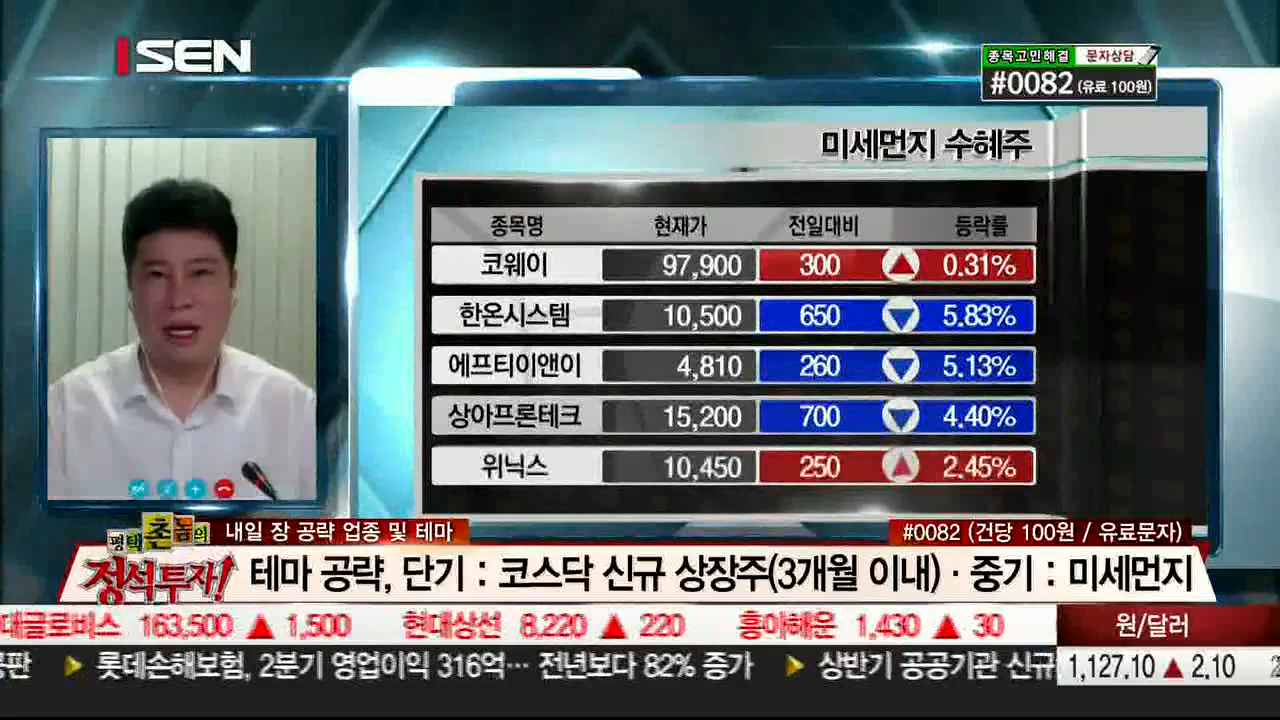 SEN
종목고민해결 문자상담
#0082 (유료 100원)
미세먼지 수혜주
종목명 현재가 전일대비 등락률
코웨이 97,900 300 ▲ 0.31%
한온시스템 10,500 650 ▼ 5.83%
에프티이앤이 4,810 260 ▼ 5.13%
상아프론테크 15,200 700 ▼ 4.40%
위닉스 10,450 250 ▲ 2.45%
평택촌놈의 내일 장 공략 업종 및 테마
#0082 (건당 100원 / 유료문자)
정석투자!
테마 공략, 단기 : 코스닥 신규 상장주(3개월 이내) · 중기 : 미세먼지
대글로비스 163,500 ▲ 1,500 현대상선 8,220 ▲ 220 흥아해운 1,430 ▲ 30 원/달러
롯데손해보험, 2분기 영업이익 316억… 전년보다 82% 증가 상반기 공공기관 신규 1,127.10 ▲ 2.10